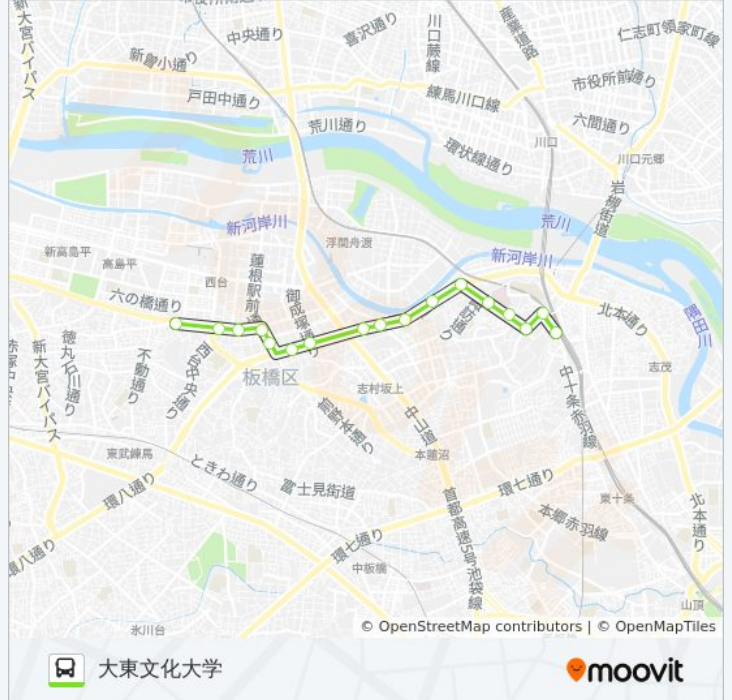 新大宮バイパス
中央通り
喜沢通り
川口蕨線
産業道路
仁志町領家町線
新曽小通り
市役所前通り
戸田中通り
練馬川口線
荒川通り
六間通り
環状線通り
川口
荒川
川口元郷
岩槻街道
新河岸川
荒川
浮間舟渡
新高島平
高島平
蓮根駅前通
新河岸川
西台
御成塚通り
六の橋通り
諏訪通り
北本通り
隅田川
徳丸石川通り
新大宮バイパス
不動通り
西台中央通り
板橋区
志村坂上
志茂
中十条赤羽線
前野本通り
中山道
東武練馬
本蓮沼
ときわ通り
富士見街道
環七通り
環八通り
東十条
首都高速5号池袋線
本郷赤羽線
北本通り
環八通り
環七通り
中板橋
山頂
氷川台
© OpenStreetMap contributors | © OpenMapTiles
大東文化大学
moovit